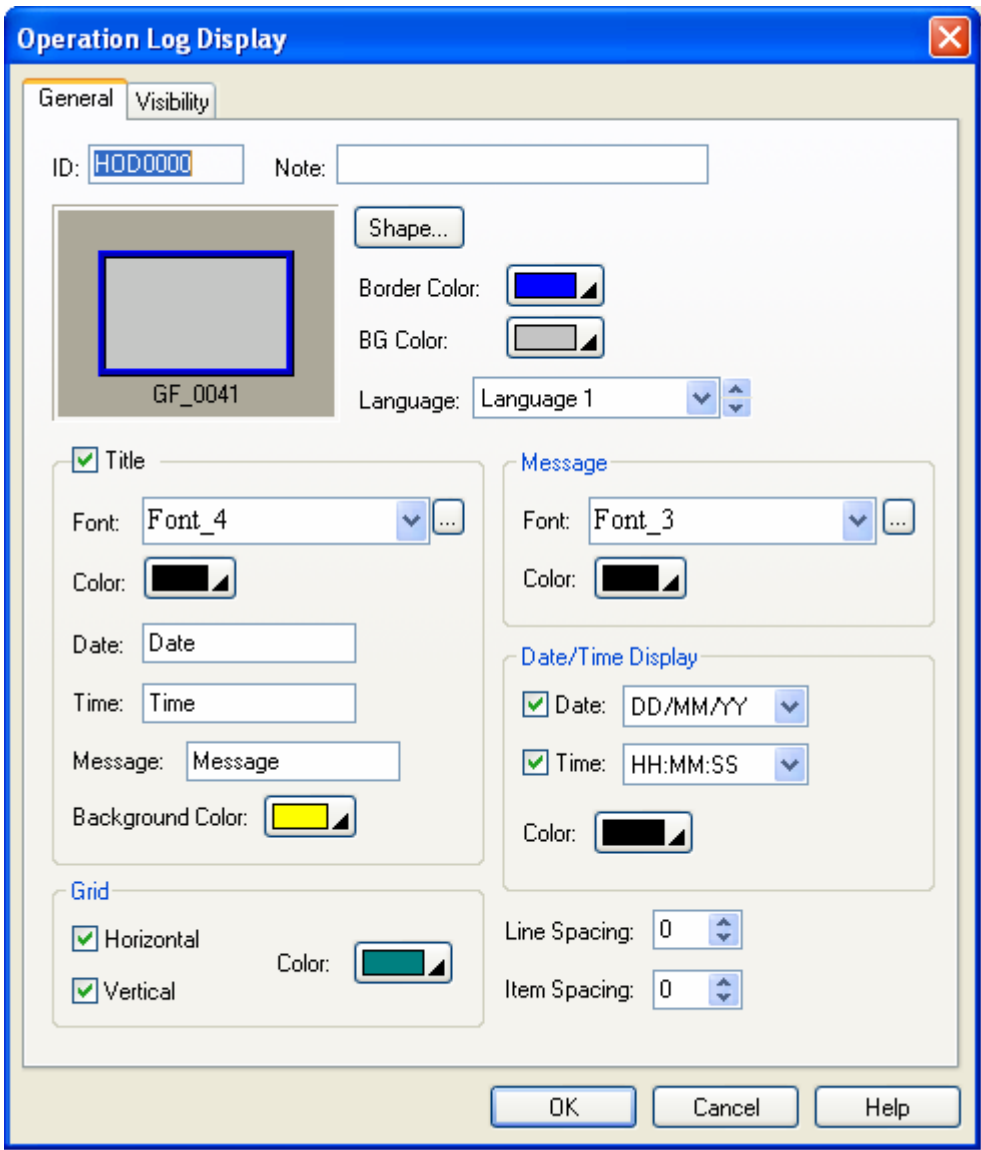 Operation Log Display
General
Visibility
ID: HOD0000
Note:
Shape...
Border Color:
BG Color:
GF_0041
Language: Language 1
Title
Font: Font_4 ...
Color:
Date: Date
Time: Time
Message: Message
Background Color:
Message
Font: Font_3 ...
Color:
Date/Time Display
Date: DD/MM/YY
Time: HH:MM:SS
Color:
Grid
Horizontal
Vertical
Color:
Line Spacing: 0
Item Spacing: 0
OK
Cancel
Help